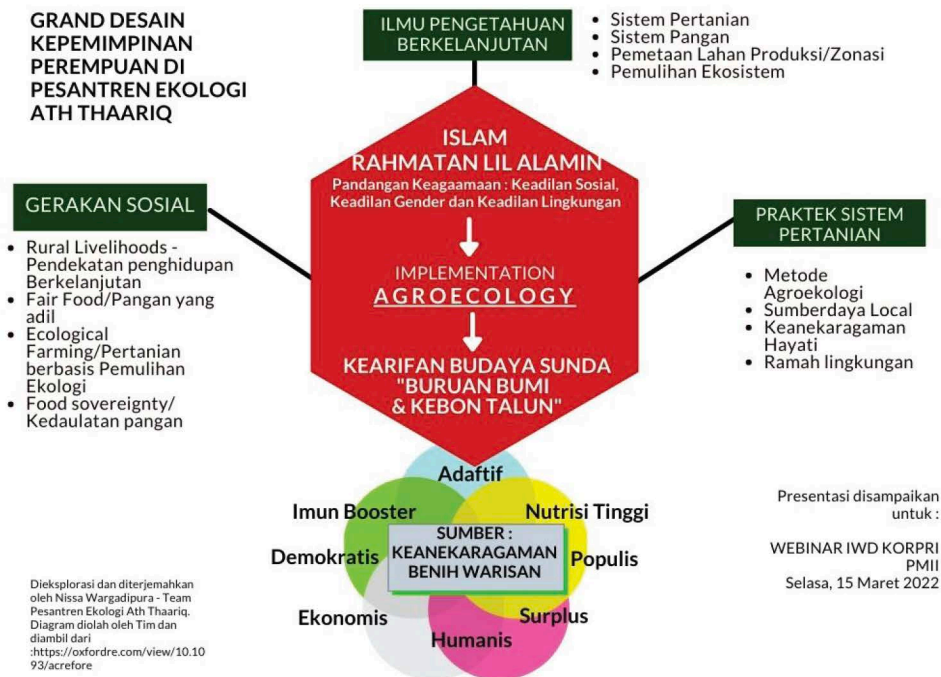 GRAND DESAIN
KEPEMIMPINAN
PEREMPUAN DI
PESANTREN EKOLOGI
ATH THAARIQ
ILMU PENGETAHUAN
BERKELANJUTAN
• Sistem Pertanian
• Sistem Pangan
• Pemetaan Lahan Produksi/Zonasi
• Pemulihan Ekosistem
ISLAM
RAHMATAN LIL ALAMIN
Pandangan Keagaamaan : Keadilan Sosial,
Keadilan Gender dan Keadilan Lingkungan
IMPLEMENTATION
AGROECOLOGY
KEARIFAN BUDAYA SUNDA
"BURUAN BUMI
& KEBON TALUN"
GERAKAN SOSIAL
• Rural Livelihoods -
Pendekatan penghidupan
Berkelanjutan
• Fair Food/Pangan yang
adil
• Ecological
Farming/Pertanian
berbasis Pemulihan
Ekologi
• Food sovereignty/
Kedaulatan pangan
PRAKTEK SISTEM
PERTANIAN
• Metode
Agroekologi
• Sumberdaya Local
• Keanekaragaman
Hayati
• Ramah lingkungan
Adaftif
Imun Booster
Nutrisi Tinggi
Demokratis
SUMBER :
KEANEKARAGAMAN
BENIH WARISAN
Populis
Ekonomis
Surplus
Humanis
Dieksplorasi dan diterjemahkan
oleh Nissa Wargadipura - Team
Pesantren Ekologi Ath Thaariq.
Diagram diolah oleh Tim dan
diambil dari
:https://oxfordre.com/view/10.10
93/acrefore
Presentasi disampaikan
untuk :
WEBINAR IWD KORPRI
PMII
Selasa, 15 Maret 2022